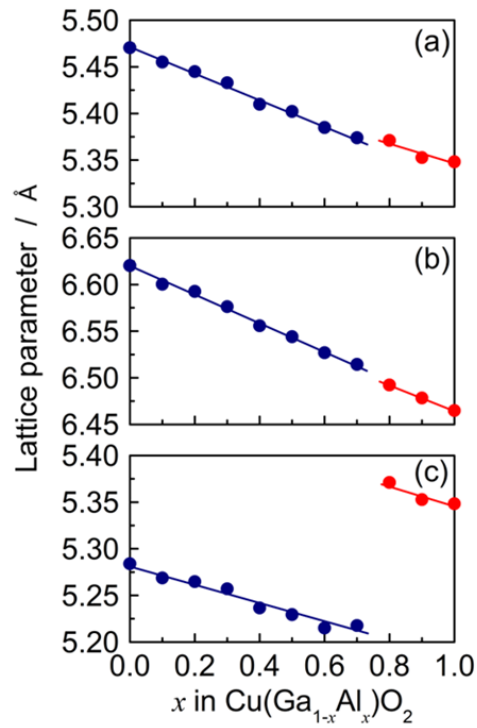 5.50
(a)
5.45
5.40
5.35
5.30
6.65
(b)
6.60
6.55
6.50
6.45
5.40
(c)
5.35
5.30
5.25
5.20
0.0 0.2 0.4 0.6 0.8 1.0
x in Cu(Ga₁₋ₓAlₓ)O₂
Lattice parameter / Å